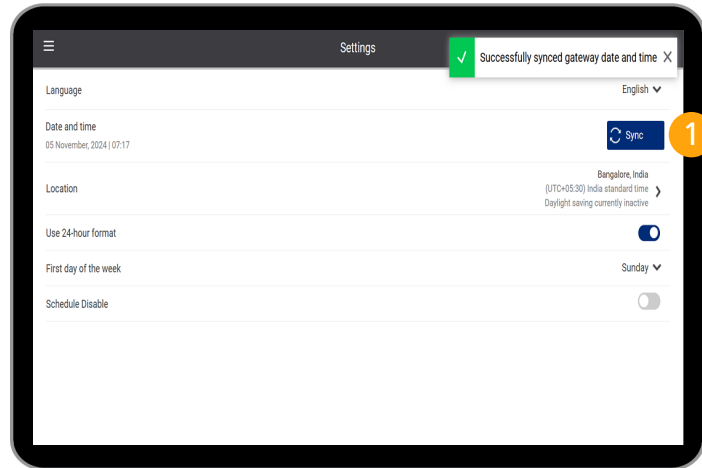 Settings
Successfully synced gateway date and time
Language
English
Date and time
05 November, 2024 | 07:17
Sync
1
Location
Bangalore, India
(UTC+05:30) India standard time
Daylight saving currently inactive
Use 24-hour format
First day of the week
Sunday
Schedule Disable